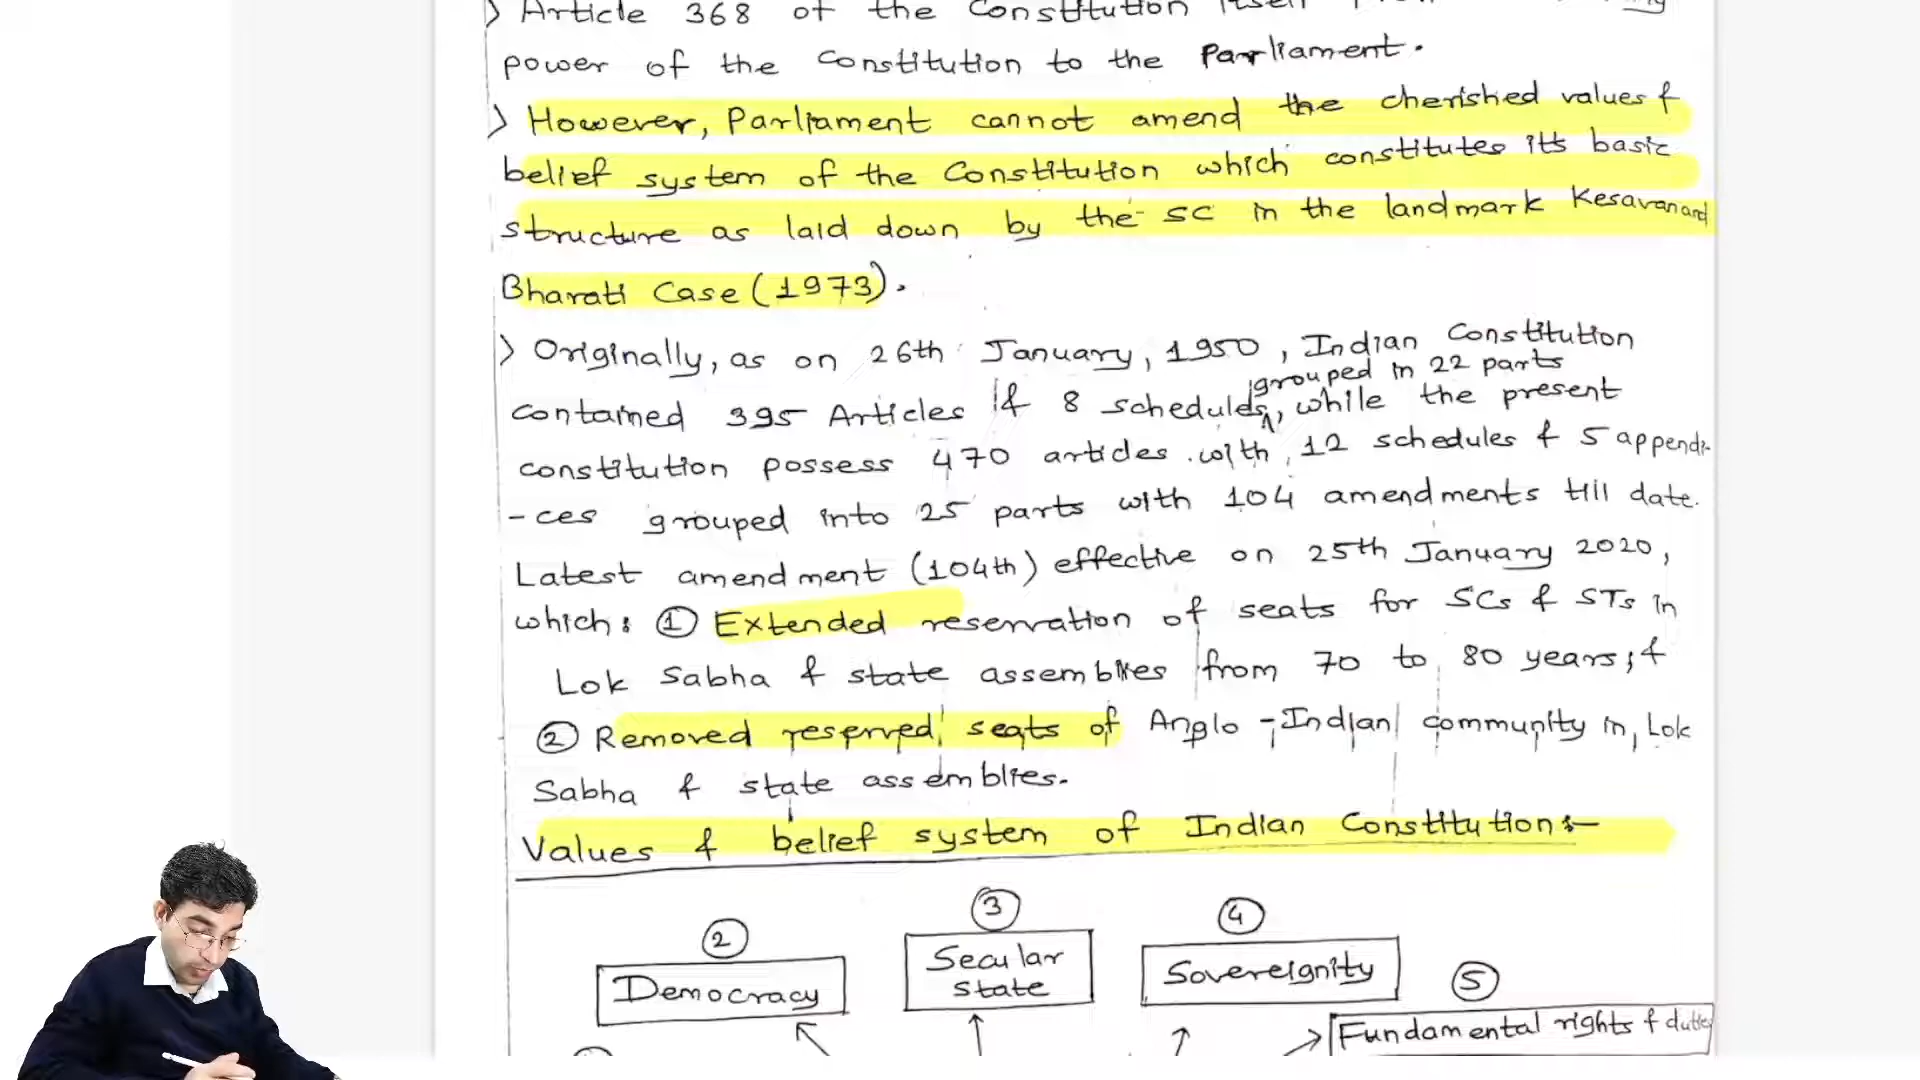 > Article 368 of the Constitution itself
power of the Constitution to the Parliament.
> However, Parliament cannot amend the cherished values &
belief system of the Constitution which constitutes its basic
structure as laid down by the SC in the landmark Kesavanand
Bharati Case (1973).
> Originally, as on 26th January, 1950, Indian Constitution
grouped in 22 parts
contained 395 Articles & 8 schedules, while the present
constitution possess 470 articles with 12 schedules & 5 appendi-
-ces grouped into 25 parts with 104 amendments till date.
Latest amendment (104th) effective on 25th January 2020,
which: ① Extended reservation of seats for SCs & STs in
Lok Sabha & state assemblies from 70 to 80 years; &
② Removed reserved seats of Anglo-Indian community in Lok
Sabha & state assemblies.
Values & belief system of Indian Constitution:-
② ③ ④ ⑤
Democracy
Secular
state
Sovereignity
Fundamental rights & duties